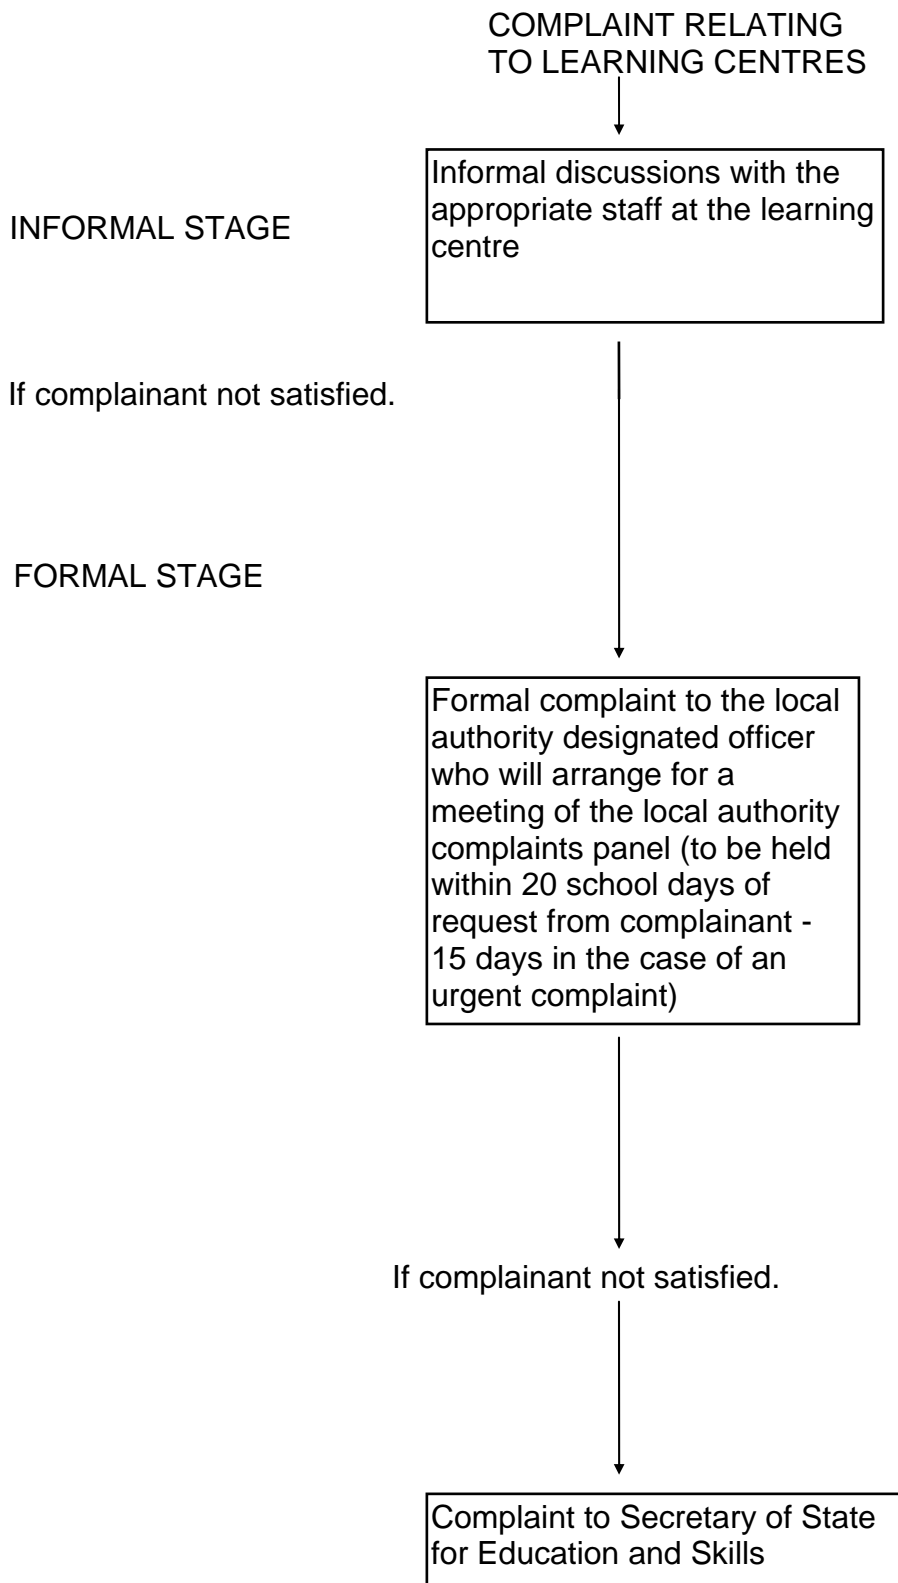 COMPLAINT RELATING
TO LEARNING CENTRES
Informal discussions with the
appropriate staff at the learning
centre
INFORMAL STAGE
If complainant not satisfied.
FORMAL STAGE
Formal complaint to the local
authority designated officer
who will arrange for a
meeting of the local authority
complaints panel (to be held
within 20 school days of
request from complainant -
15 days in the case of an
urgent complaint)
If complainant not satisfied.
Complaint to Secretary of State
for Education and Skills